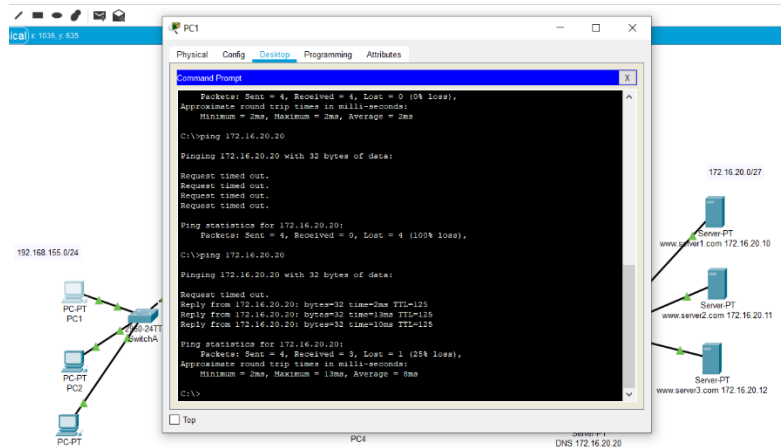 ical x: 1036, y: 635
PC1
Physical Config Desktop Programming Attributes
Command Prompt X
Packets: Sent = 4, Received = 4, Lost = 0 (0% loss),
Approximate round trip times in milli-seconds:
Minimum = 2ms, Maximum = 2ms, Average = 2ms
C:\>ping 172.16.20.20
Pinging 172.16.20.20 with 32 bytes of data:
Request timed out.
Request timed out.
Request timed out.
Request timed out.
Ping statistics for 172.16.20.20:
Packets: Sent = 4, Received = 0, Lost = 4 (100% loss),
C:\>ping 172.16.20.20
Pinging 172.16.20.20 with 32 bytes of data:
Request timed out.
Reply from 172.16.20.20: bytes=32 time=2ms TTL=125
Reply from 172.16.20.20: bytes=32 time=13ms TTL=125
Reply from 172.16.20.20: bytes=32 time=10ms TTL=125
Ping statistics for 172.16.20.20:
Packets: Sent = 4, Received = 3, Lost = 1 (25% loss),
Approximate round trip times in milli-seconds:
Minimum = 2ms, Maximum = 13ms, Average = 8ms
C:\>
Top
192.168.155.0/24
PC-PT
PC1
2950-24TT
SwitchA
PC-PT
PC2
PC-PT
PC4
172.16.20.0/27
Server-PT
www.server1.com 172.16.20.10
Server-PT
www.server2.com 172.16.20.11
Server-PT
www.server3.com 172.16.20.12
Server-PT
DNS 172.16.20.20